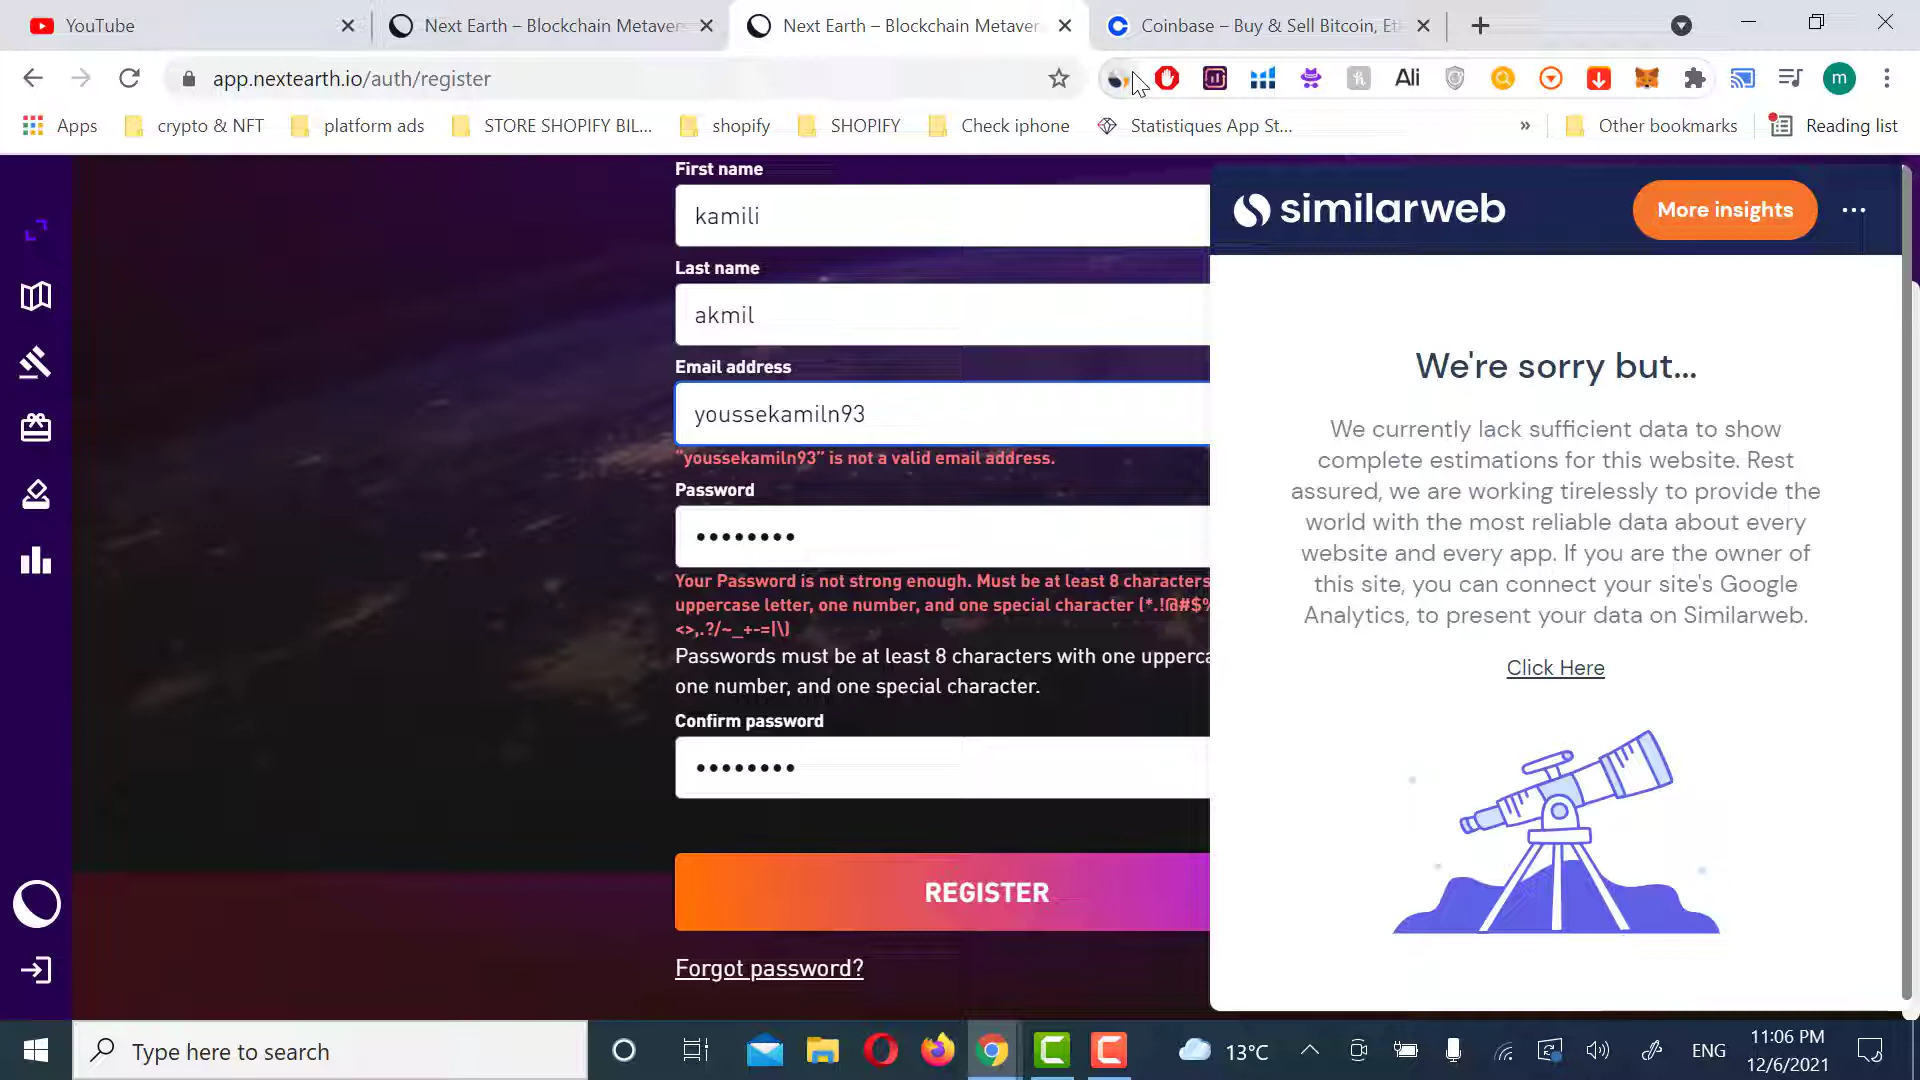 YouTube
Next Earth – Blockchain Metavers
Next Earth – Blockchain Metaver
Coinbase – Buy & Sell Bitcoin, Et
app.nextearth.io/auth/register
Ali
m
Apps
crypto & NFT
platform ads
STORE SHOPIFY BIL...
shopify
SHOPIFY
Check iphone
Statistiques App St...
»
Other bookmarks
Reading list
First name
kamili
Last name
akmil
Email address
youssekamiln93
"youssekamiln93" is not a valid email address.
Password
••••••••
Your Password is not strong enough. Must be at least 8 characters
uppercase letter, one number, and one special character (*.!@#$%
<>,.?/~_+-=|\)
Passwords must be at least 8 characters with one upperca
one number, and one special character.
Confirm password
••••••••
REGISTER
Forgot password?
similarweb
More insights
...
We're sorry but...
We currently lack sufficient data to show
complete estimations for this website. Rest
assured, we are working tirelessly to provide the
world with the most reliable data about every
website and every app. If you are the owner of
this site, you can connect your site's Google
Analytics, to present your data on Similarweb.
Click Here
Type here to search
13°C
ENG
11:06 PM
12/6/2021